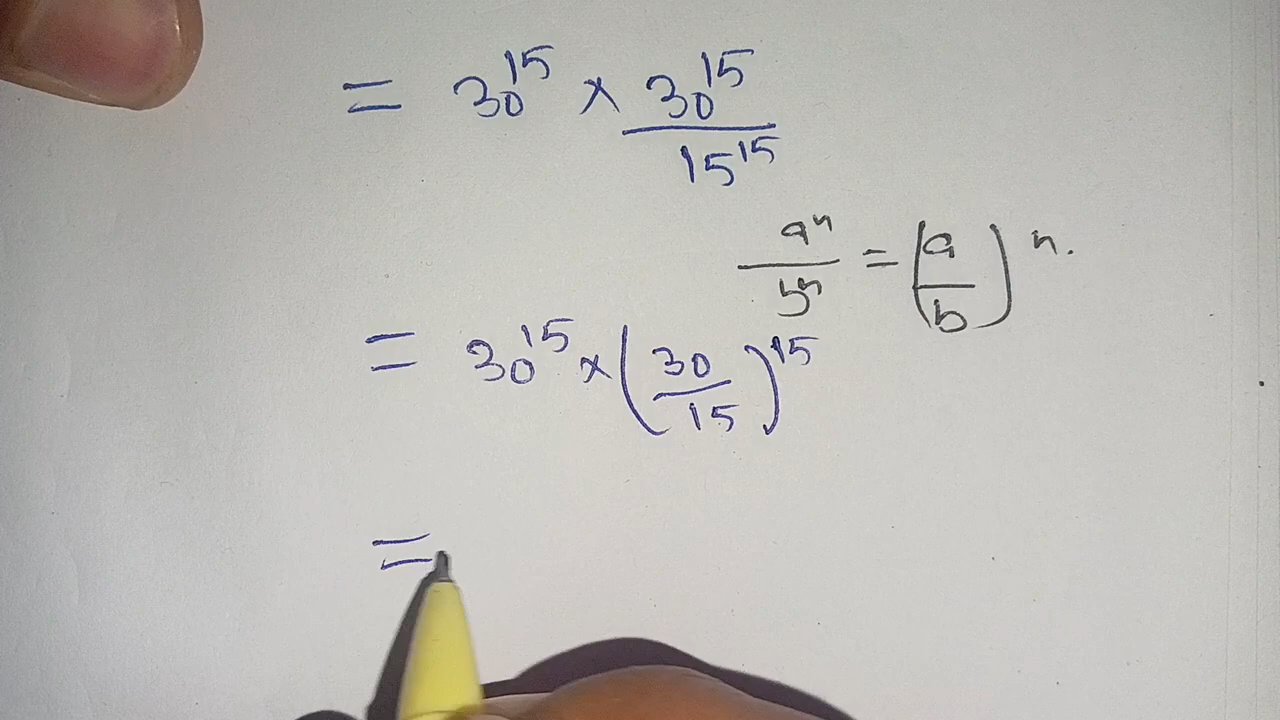 = 30^15 × 30^15 / 15^15
a^n / b^n = (a / b)^n.
= 30^15 × (30 / 15)^15
=